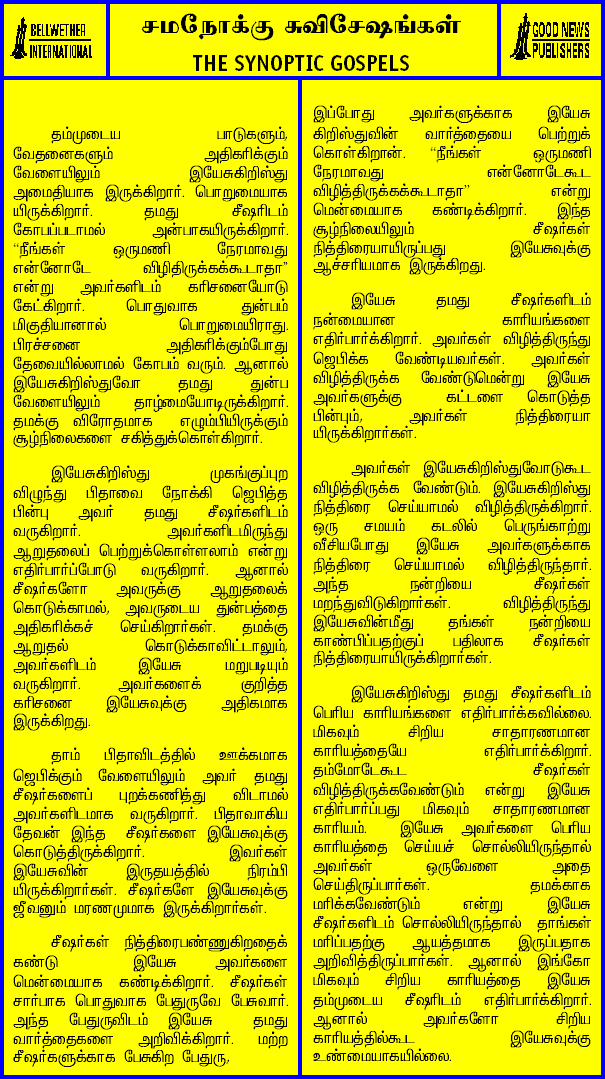 BELLWETHER
INTERNATIONAL
சமநோக்கு சுவிசேஷங்கள்
THE SYNOPTIC GOSPELS
GOOD NEWS
PUBLISHERS
தம்முடைய பாடுகளும்,
வேதனைகளும் அதிகரிக்கும்
வேளையிலும் இயேசுகிறிஸ்து
அமைதியாக இருக்கிறார். பொறுமையாக
யிருக்கிறார். தமது சீஷரிடம்
கோபப்படாமல் அன்பாகயிருக்கிறார்.
“நீங்கள் ஒருமணி நேரமாவது
என்னோடே விழிதிருக்கக்கூடாதா”
என்று அவர்களிடம் கரிசனையோடு
கேட்கிறார். பொதுவாக துன்பம்
மிகுதியானால் பொறுமையிராது.
பிரச்சனை அதிகரிக்கும்போது
தேவையில்லாமல் கோபம் வரும். ஆனால்
இயேசுகிறிஸ்துவோ தமது துன்ப
வேளையிலும் தாழ்மையோடிருக்கிறார்.
தமக்கு விரோதமாக எழும்பியிருக்கும்
சூழ்நிலைகளை சகித்துக்கொள்கிறார்.
இயேசுகிறிஸ்து முகங்குப்புற
விழுந்து பிதாவை நோக்கி ஜெபித்த
பின்பு அவர் தமது சீஷர்களிடம்
வருகிறார். அவர்களிடமிருந்து
ஆறுதலைப் பெற்றுக்கொள்ளலாம் என்று
எதிர்பார்ப்போடு வருகிறார். ஆனால்
சீஷர்களோ அவருக்கு ஆறுதலைக்
கொடுக்காமல், அவருடைய துன்பத்தை
அதிகரிக்கச் செய்கிறார்கள். தமக்கு
ஆறுதல் கொடுக்காவிட்டாலும்,
அவர்களிடம் இயேசு மறுபடியும்
வருகிறார். அவர்களைக் குறித்த
கரிசனை இயேசுவுக்கு அதிகமாக
இருக்கிறது.
தாம் பிதாவிடத்தில் ஊக்கமாக
ஜெபிக்கும் வேளையிலும் அவர் தமது
சீஷர்களைப் புறக்கணித்து விடாமல்
அவர்களிடமாக வருகிறார். பிதாவாகிய
தேவன் இந்த சீஷர்களை இயேசுவுக்கு
கொடுத்திருக்கிறார். இவர்கள்
இயேசுவின் இருதயத்தில் நிரம்பி
யிருக்கிறார்கள். சீஷர்களே இயேசுவுக்கு
ஜீவனும் மரணமுமாக இருக்கிறார்கள்.
சீஷர்கள் நித்திரைபண்ணுகிறதைக்
கண்டு இயேசு அவர்களை
மென்மையாக கண்டிக்கிறார். சீஷர்கள்
சார்பாக பொதுவாக பேதுருவே பேசுவார்.
அந்த பேதுருவிடம் இயேசு தமது
வார்த்தைகளை அறிவிக்கிறார். மற்ற
சீஷர்களுக்காக பேசுகிற பேதுரு,
இப்போது அவர்களுக்காக இயேசு
கிறிஸ்துவின் வார்த்தையை பெற்றுக்
கொள்கிறான். “நீங்கள் ஒருமணி
நேரமாவது என்னோடேகூட
விழித்திருக்கக்கூடாதா” என்று
மென்மையாக கண்டிக்கிறார். இந்த
சூழ்நிலையிலும் சீஷர்கள்
நித்திரையாயிருப்பது இயேசுவுக்கு
ஆச்சரியமாக இருக்கிறது.
இயேசு தமது சீஷர்களிடம்
நன்மையான காரியங்களை
எதிர்பார்க்கிறார். அவர்கள் விழித்திருந்து
ஜெபிக்க வேண்டியவர்கள். அவர்கள்
விழித்திருக்க வேண்டுமென்று இயேசு
அவர்களுக்கு கட்டளை கொடுத்த
பின்பும், அவர்கள் நித்திரையா
யிருக்கிறார்கள்.
அவர்கள் இயேசுகிறிஸ்துவோடுகூட
விழித்திருக்க வேண்டும். இயேசுகிறிஸ்து
நித்திரை செய்யாமல் விழித்திருக்கிறார்.
ஒரு சமயம் கடலில் பெருங்காற்று
வீசியபோது இயேசு அவர்களுக்காக
நித்திரை செய்யாமல் விழித்திருந்தார்.
அந்த நன்றியை சீஷர்கள்
மறந்துவிடுகிறார்கள். விழித்திருந்து
இயேசுவின்மீது தங்கள் நன்றியை
காண்பிப்பதற்குப் பதிலாக சீஷர்கள்
நித்திரையாயிருக்கிறார்கள்.
இயேசுகிறிஸ்து தமது சீஷர்களிடம்
பெரிய காரியங்களை எதிர்பார்க்கவில்லை.
மிகவும் சிறிய சாதாரணமான
காரியத்தையே எதிர்பார்க்கிறார்.
தம்மோடேகூட சீஷர்கள்
விழித்திருக்கவேண்டும் என்று இயேசு
எதிர்பார்ப்பது மிகவும் சாதாரணமான
காரியம். இயேசு அவர்களை பெரிய
காரியத்தை செய்யச் சொல்லியிருந்தால்
அவர்கள் ஒருவேளை அதை
செய்திருப்பார்கள். தமக்காக
மரிக்கவேண்டும் என்று இயேசு
சீஷர்களிடம் சொல்லியிருந்தால் தாங்கள்
மரிப்பதற்கு ஆயத்தமாக இருப்பதாக
அறிவித்திருப்பார்கள். ஆனால் இங்கோ
மிகவும் சிறிய காரியத்தை இயேசு
தம்முடைய சீஷரிடம் எதிர்பார்க்கிறார்.
ஆனால் அவர்களோ சிறிய
காரியத்தில்கூட இயேசுவுக்கு
உண்மையாகயில்லை.